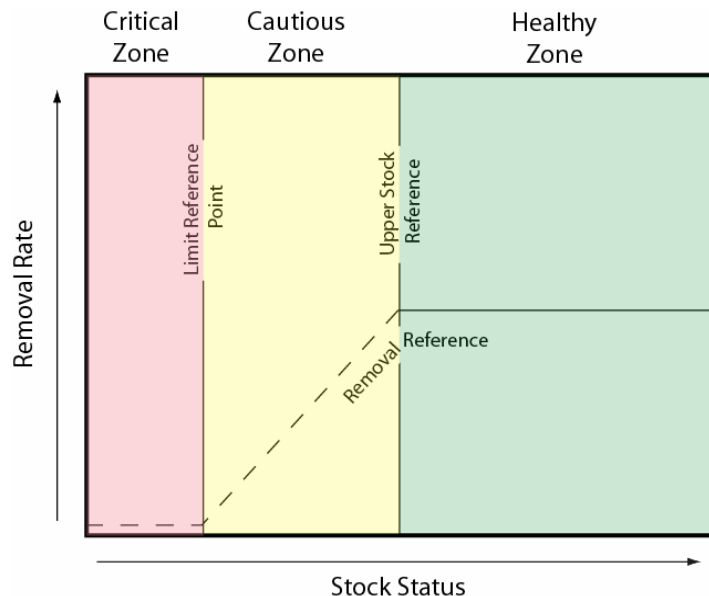 Critical
Zone
Cautious
Zone
Healthy
Zone
Removal Rate
Limit Reference
Point
Upper Stock
Reference
Removal Reference
Stock Status